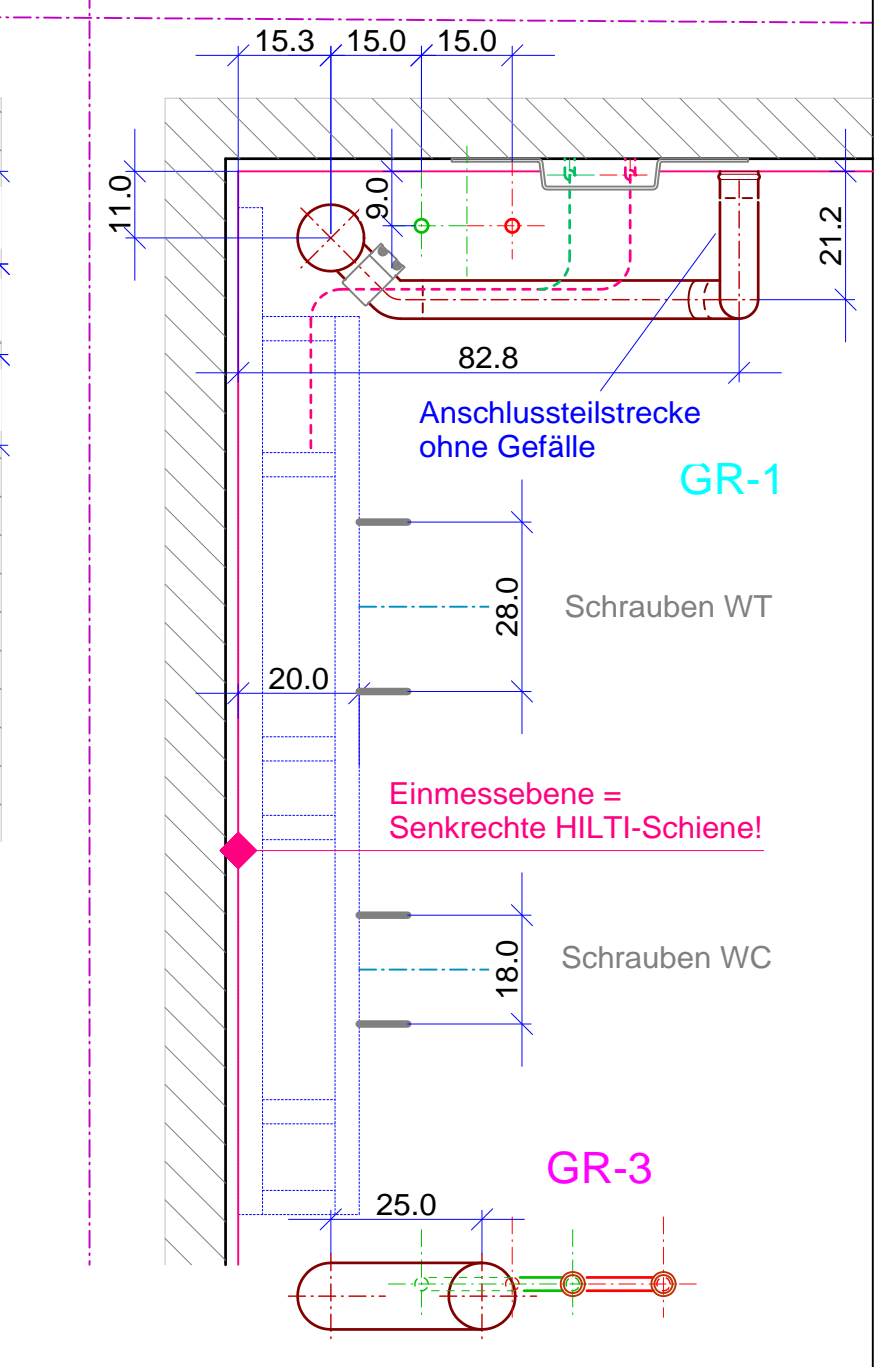 15.3
15.0
15.0
11.0
9.0
21.2
82.8
Anschlussteilstrecke
ohne Gefälle
GR-1
28.0
Schrauben WT
20.0
Einmessebene =
Senkrechte HILTI-Schiene!
18.0
Schrauben WC
GR-3
25.0